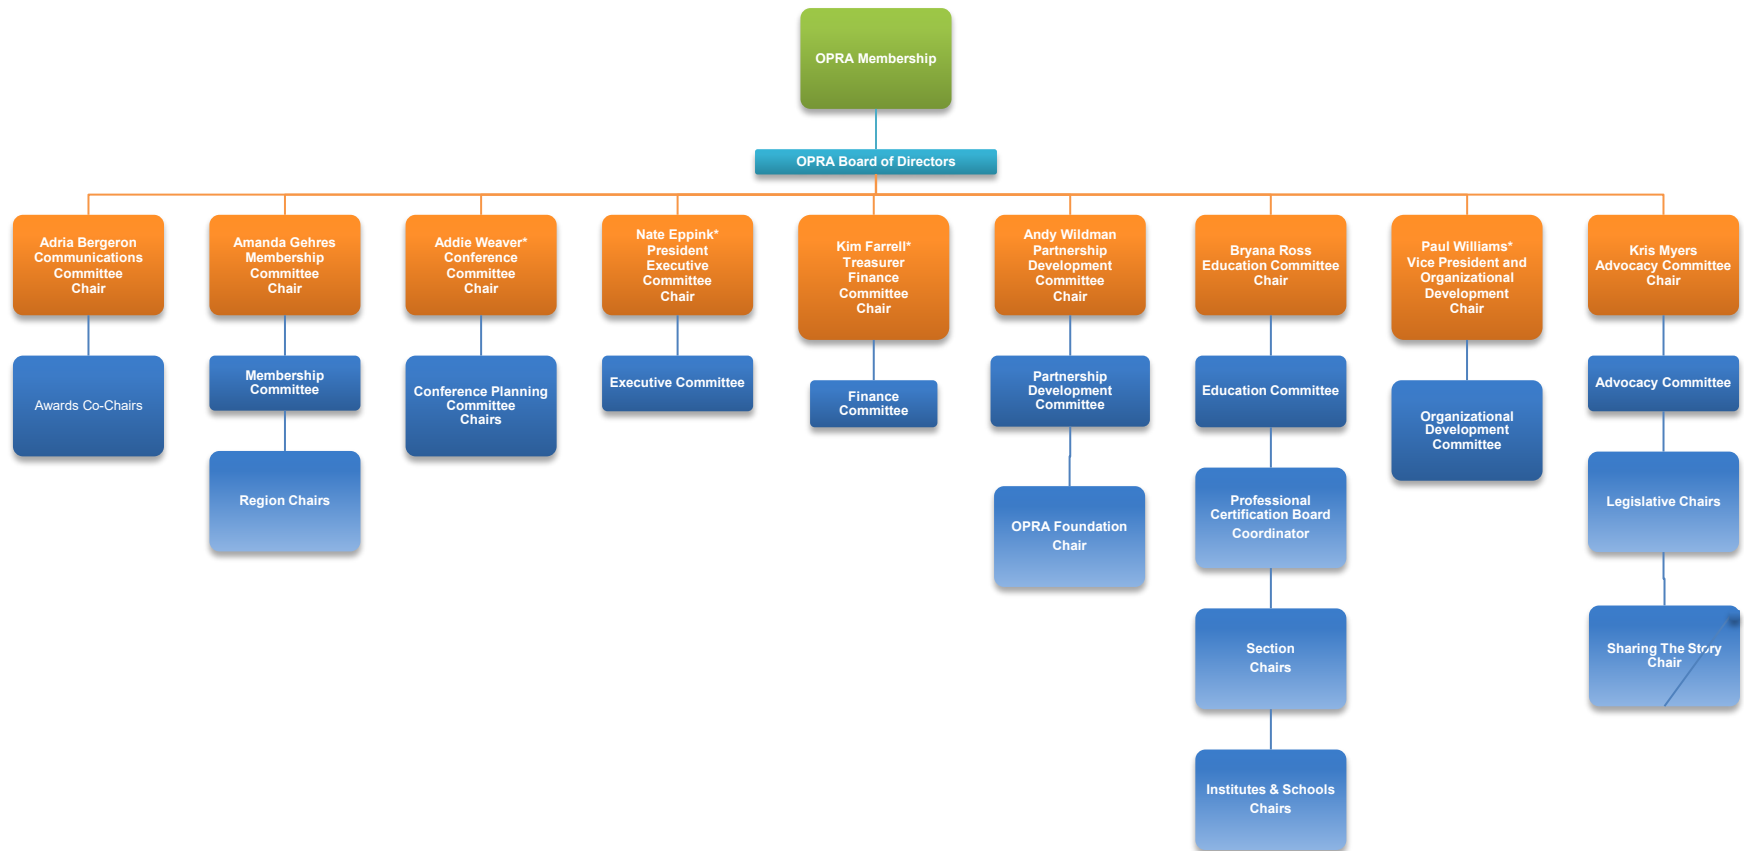 OPRA Membership
OPRA Board of Directors
Adria Bergeron
Communications
Committee
Chair
Amanda Gehres
Membership
Committee
Chair
Addie Weaver*
Conference
Committee
Chair
Nate Eppink*
President
Executive
Committee
Chair
Kim Farrell*
Treasurer
Finance
Committee
Chair
Andy Wildman
Partnership
Development
Committee
Chair
Bryana Ross
Education Committee
Chair
Paul Williams*
Vice President and
Organizational
Development
Chair
Kris Myers
Advocacy Committee
Chair
Awards Co-Chairs
Membership
Committee
Conference Planning
Committee
Chairs
Executive Committee
Finance
Committee
Partnership
Development
Committee
Education Committee
Organizational
Development
Committee
Advocacy Committee
Region Chairs
OPRA Foundation
Chair
Professional
Certification Board
Coordinator
Legislative Chairs
Section
Chairs
Sharing The Story
Chair
Institutes & Schools
Chairs